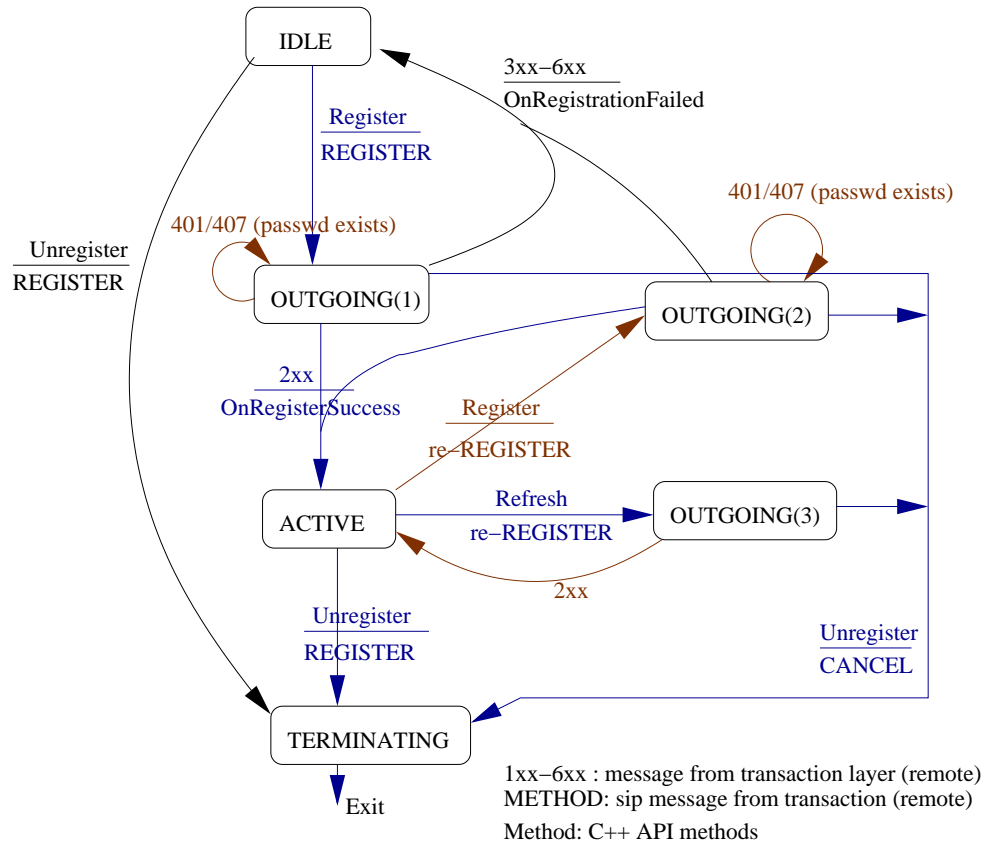 IDLE
3xx−6xx
OnRegistrationFailed
Register
REGISTER
401/407 (passwd exists)
401/407 (passwd exists)
Unregister
REGISTER
OUTGOING(1)
OUTGOING(2)
2xx
OnRegisterSuccess
Register
re−REGISTER
ACTIVE
Refresh
re−REGISTER
OUTGOING(3)
2xx
Unregister
REGISTER
Unregister
CANCEL
TERMINATING
Exit
1xx−6xx : message from transaction layer (remote)
METHOD: sip message from transaction (remote)
Method: C++ API methods